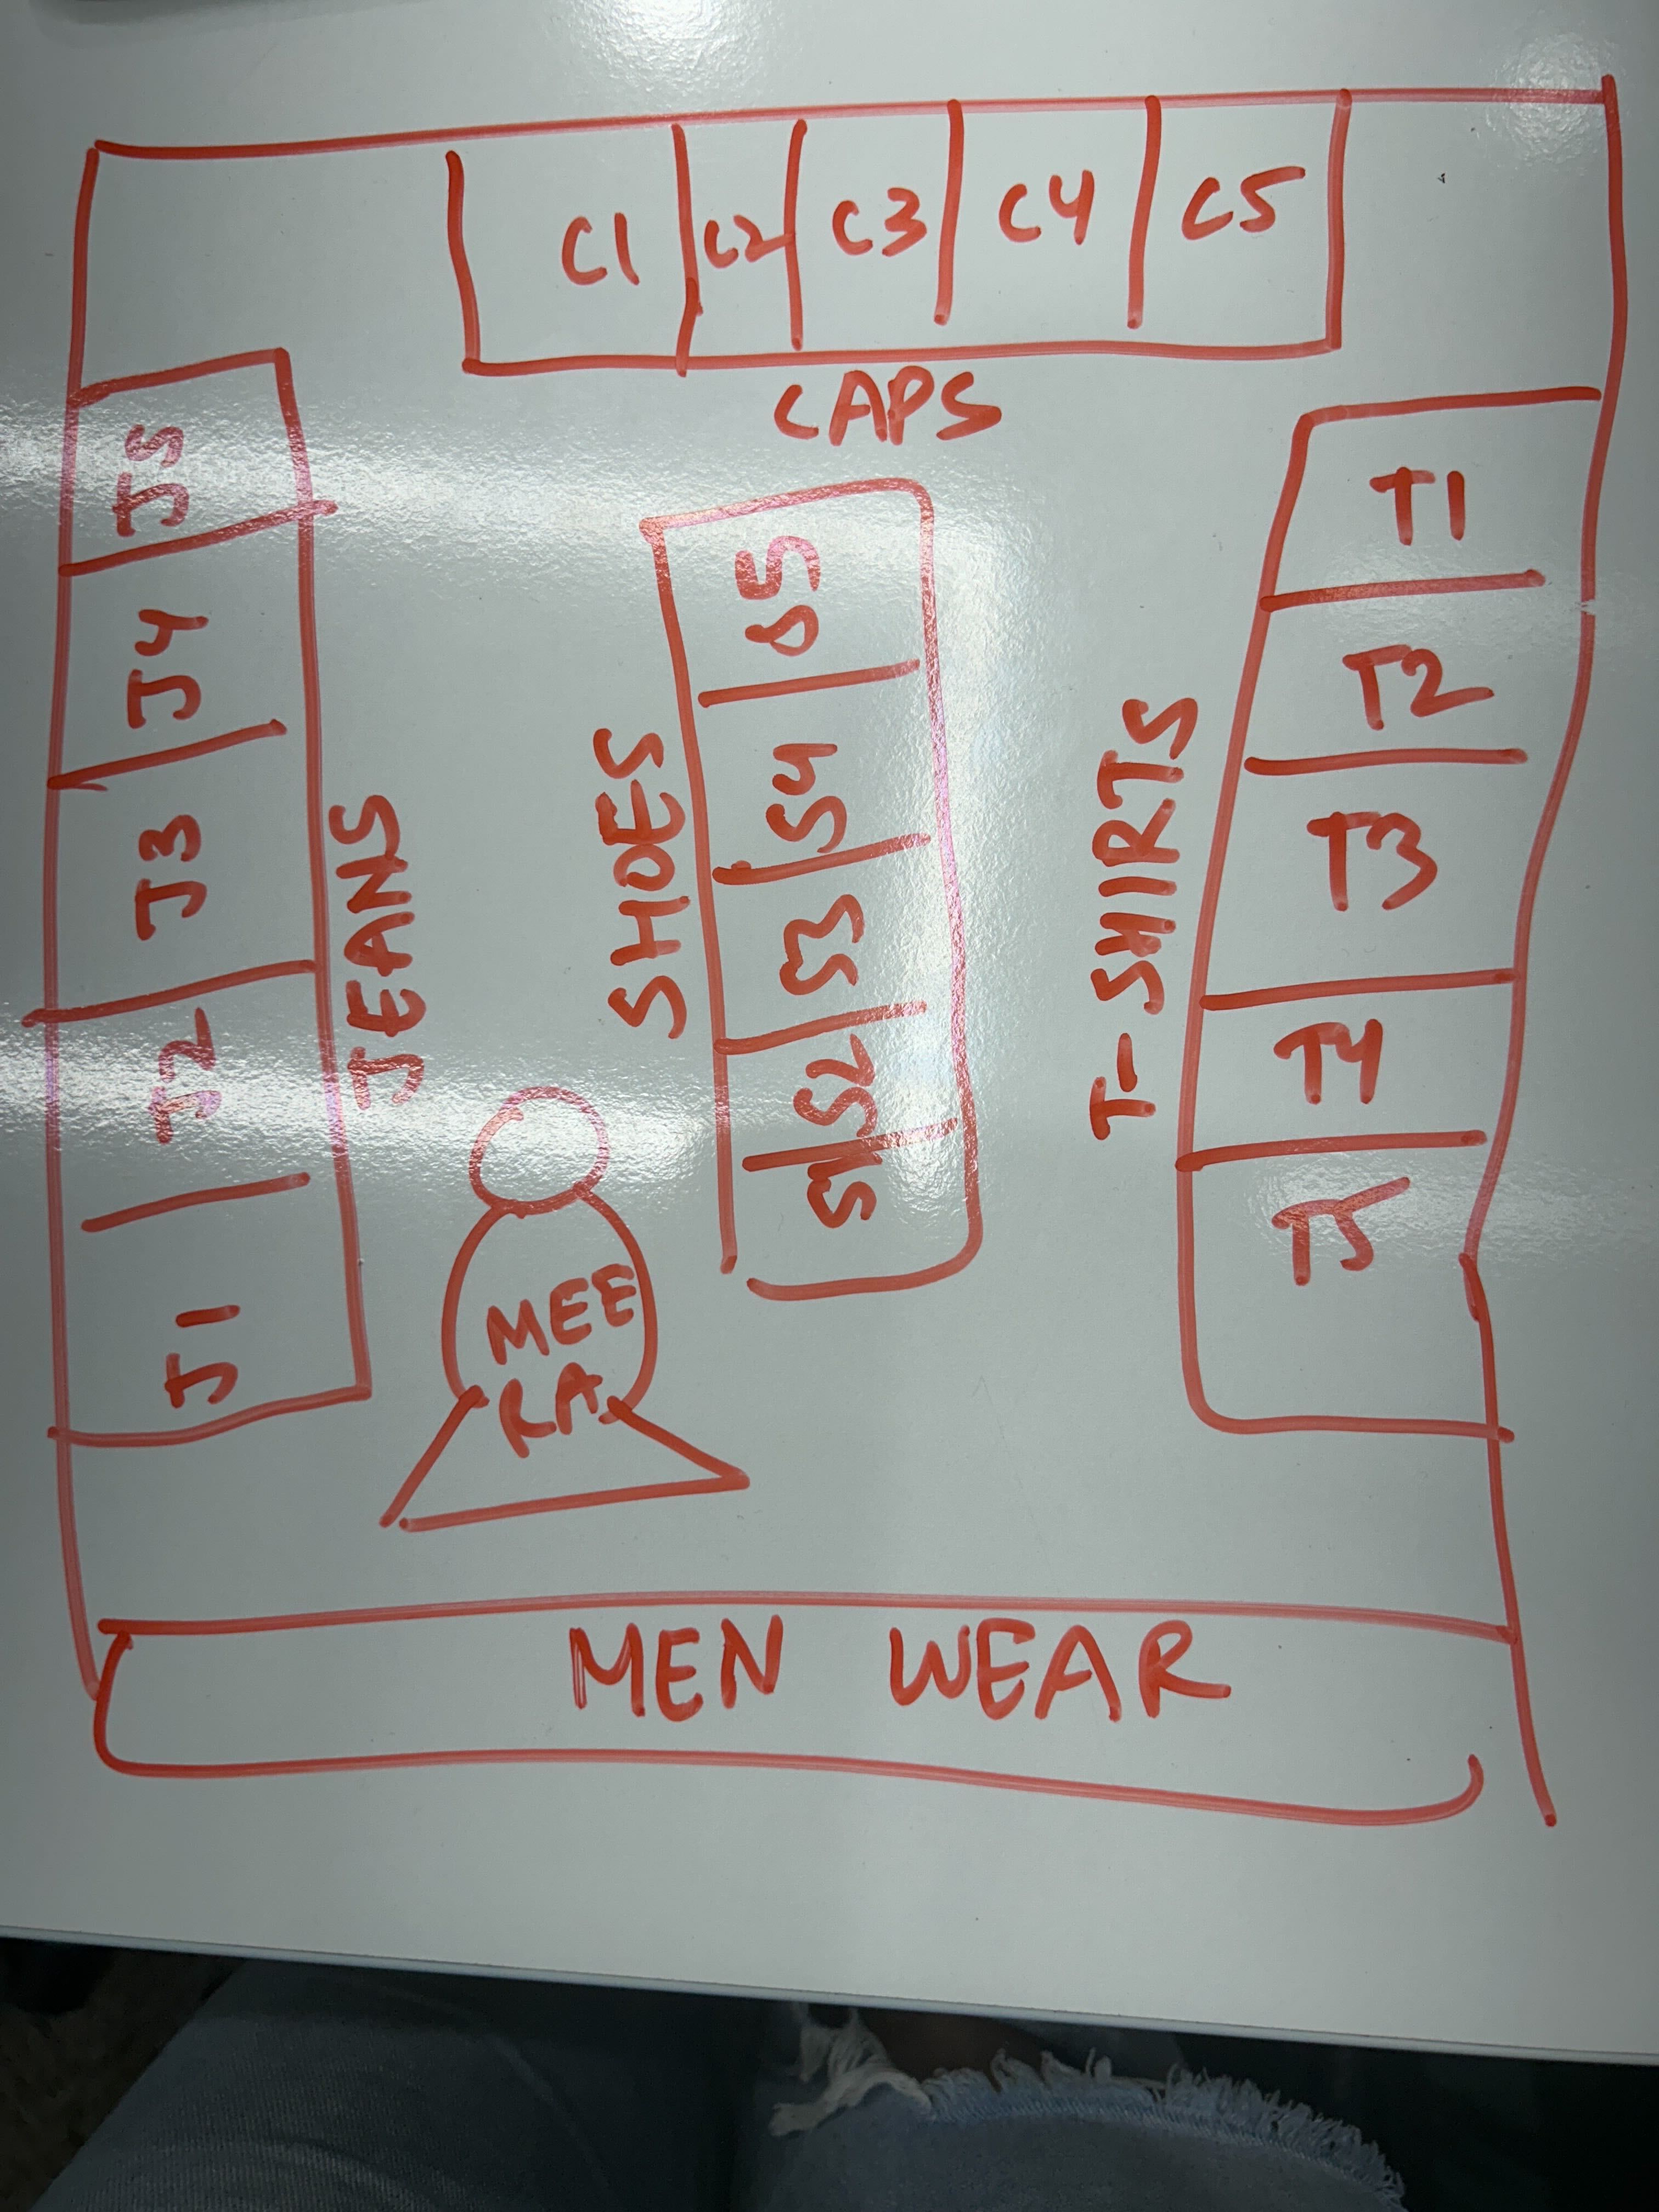 C1
C2
C3
C4
C5
CAPS
J5
J4
J3
J2
J1
JEANS
SHOES
S5
S4
S3
S2
S1
T-SHIRTS
T1
T2
T3
T4
T5
MEE
RA
MEN WEAR